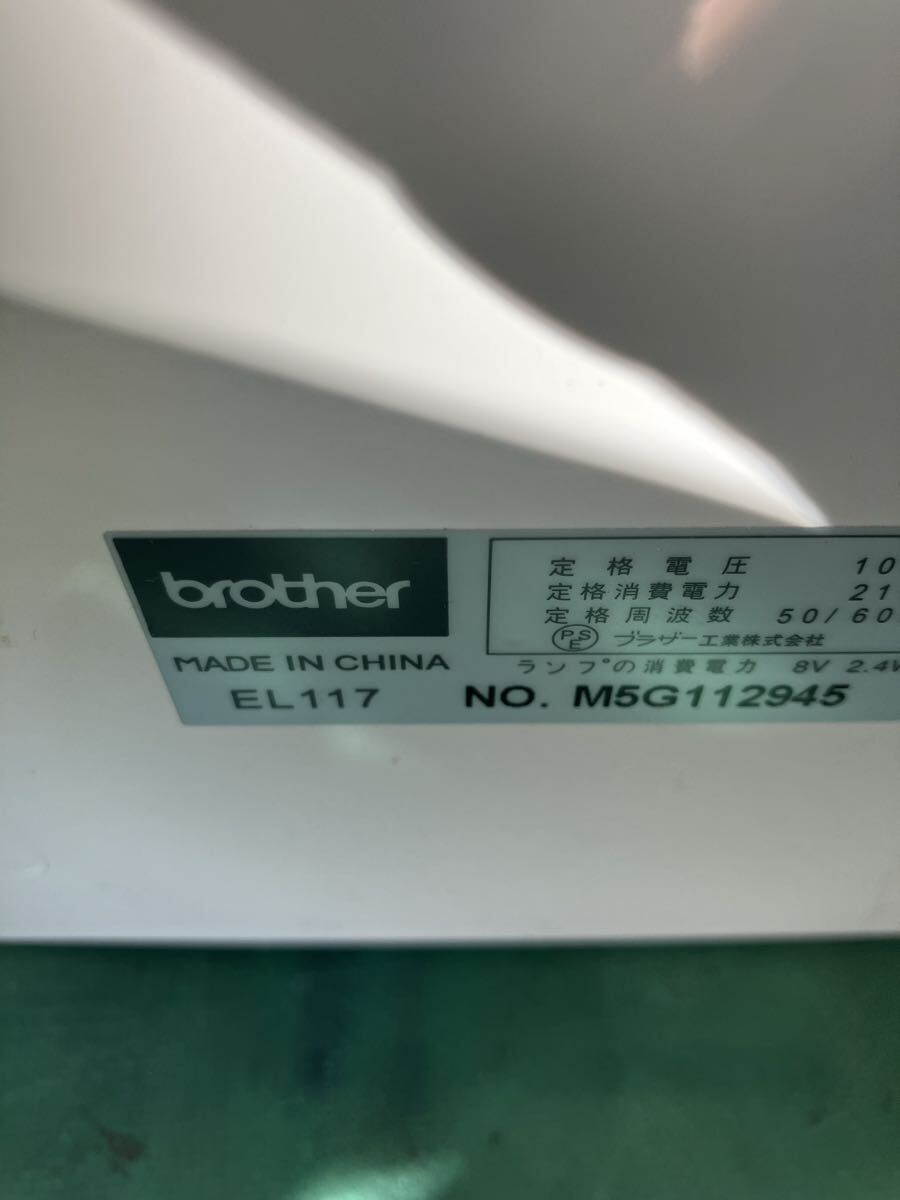 brother
MADE IN CHINA
EL117
定格電圧 10
定格消費電力 21
定格周波数 50/60
PSE ブラザー工業株式会社
ランプの消費電力 8V 2.4W
NO. M5G112945